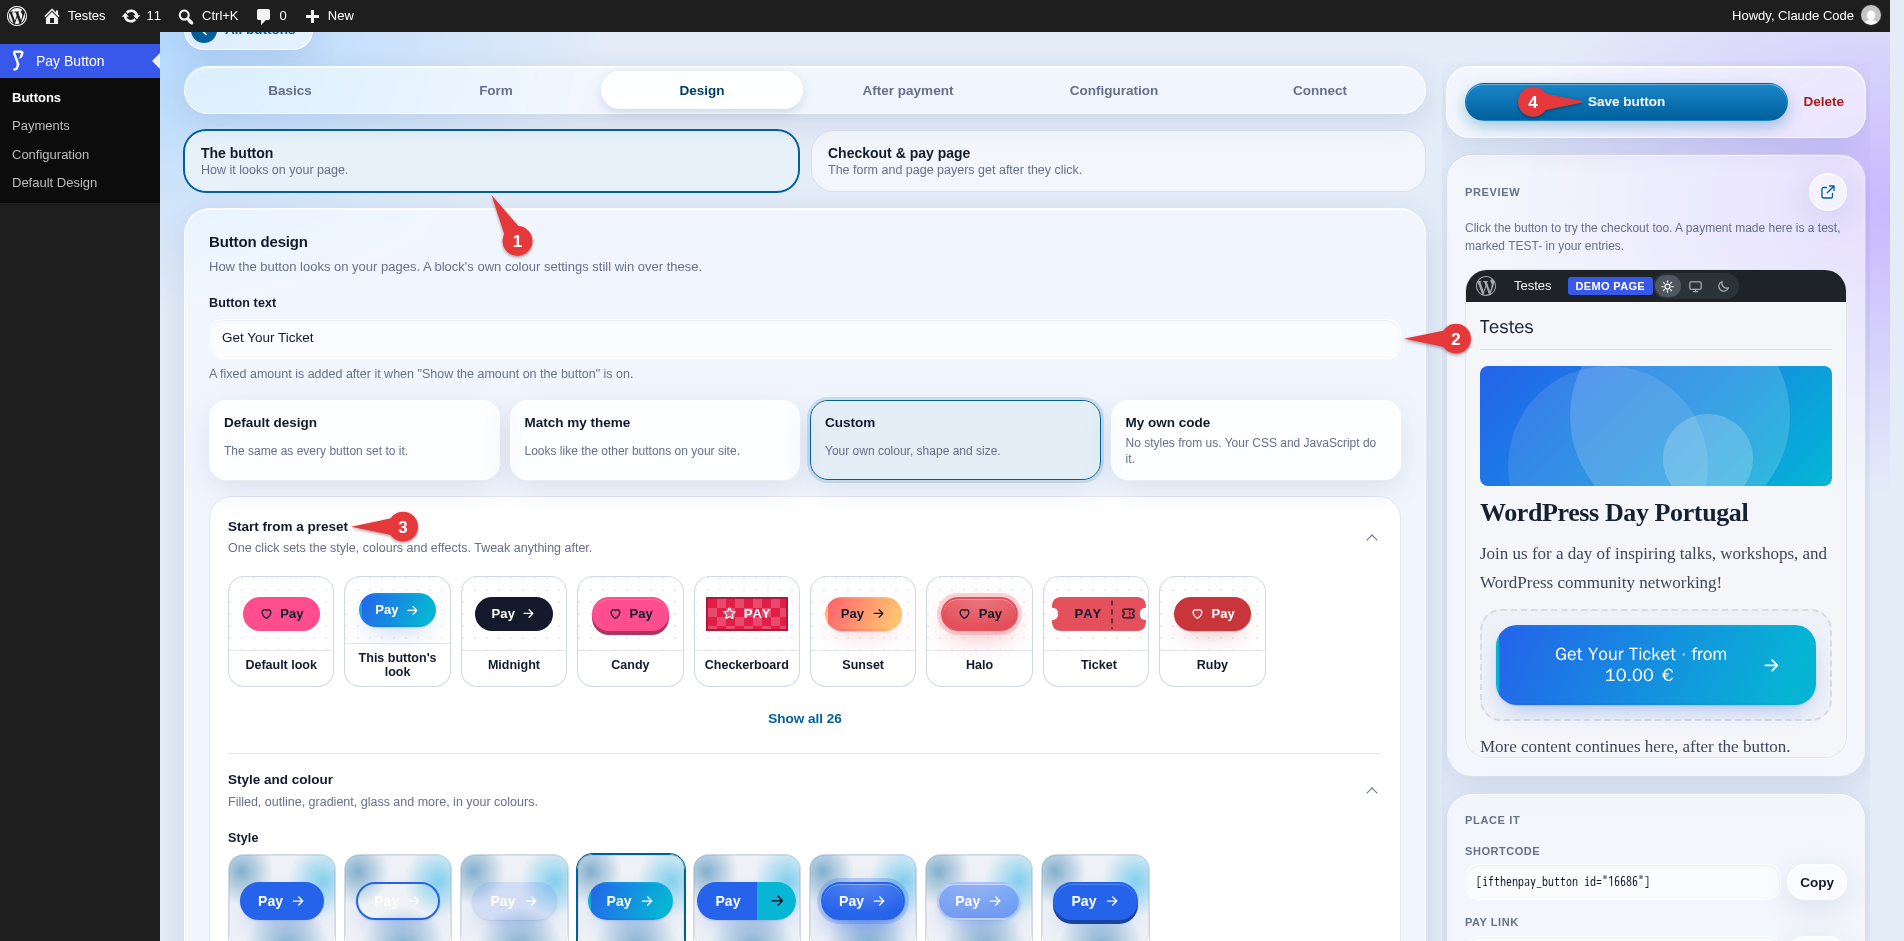 Testes
11
Ctrl+K
0
New
Howdy, Claude Code
Pay Button
Buttons
Payments
Configuration
Default Design
All buttons
Basics
Form
Design
After payment
Configuration
Connect
The button
How it looks on your page.
Checkout & pay page
The form and page payers get after they click.
1
Button design
How the button looks on your pages. A block's own colour settings still win over these.
Button text
Get Your Ticket
2
A fixed amount is added after it when "Show the amount on the button" is on.
Default design
The same as every button set to it.
Match my theme
Looks like the other buttons on your site.
Custom
Your own colour, shape and size.
My own code
No styles from us. Your CSS and JavaScript do
it.
Start from a preset
3
One click sets the style, colours and effects. Tweak anything after.
Pay
Default look
Pay
This button's
look
Pay
Midnight
Pay
Candy
PAY
Checkerboard
Pay
Sunset
Pay
Halo
PAY
Ticket
Pay
Ruby
Show all 26
Style and colour
Filled, outline, gradient, glass and more, in your colours.
Style
Pay
Pay
Pay
Pay
Pay
Pay
Pay
Pay
4
Save button
Delete
PREVIEW
Click the button to try the checkout too. A payment made here is a test,
marked TEST- in your entries.
Testes
DEMO PAGE
Testes
WordPress Day Portugal
Join us for a day of inspiring talks, workshops, and
WordPress community networking!
Get Your Ticket · from
10.00 €
More content continues here, after the button.
PLACE IT
SHORTCODE
[ifthenpay_button id="16686"]
Copy
PAY LINK